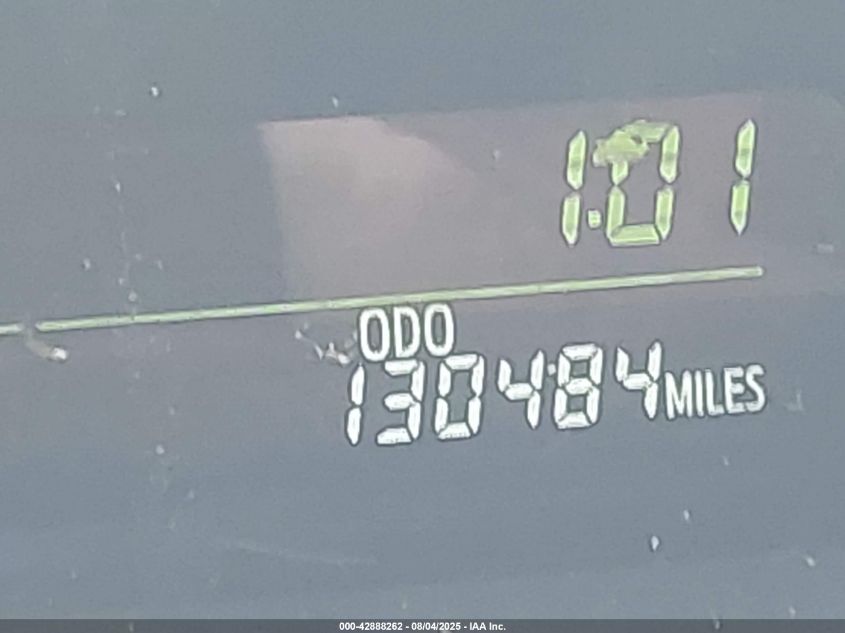 1:01
ODO
130484 MILES
000-42888262 - 08/04/2025 - IAA Inc.